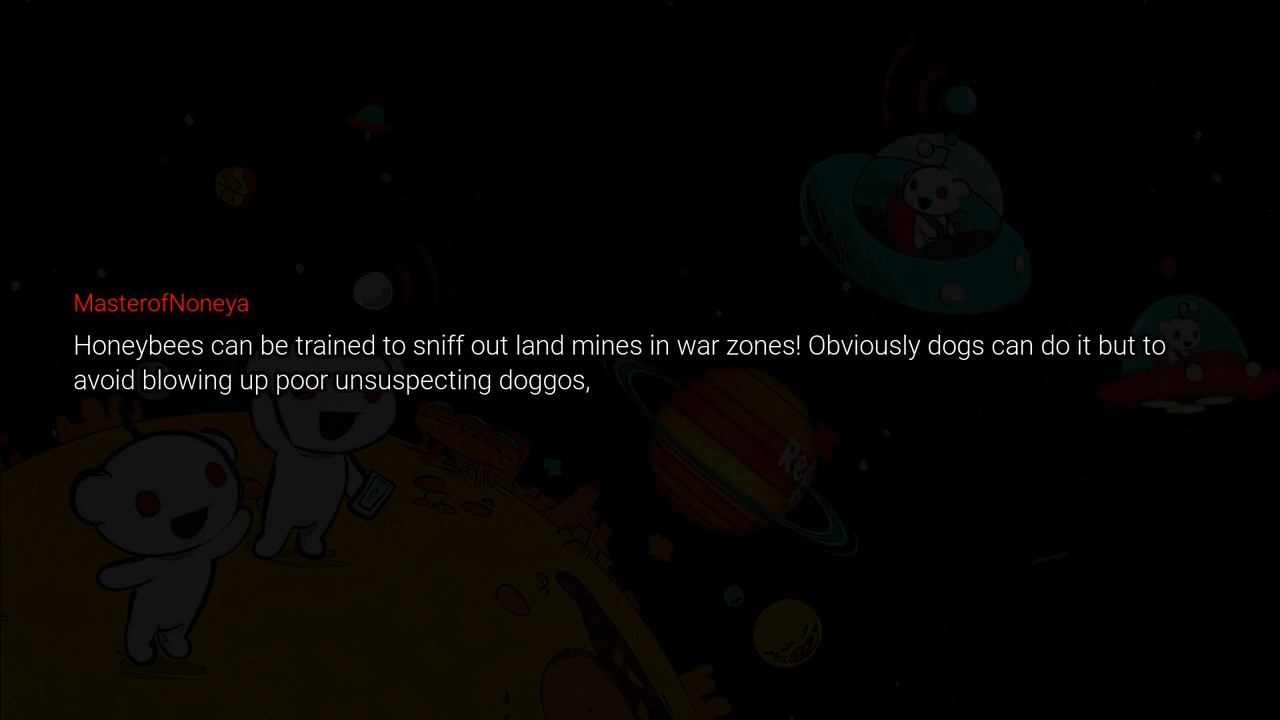 MasterofNoneya
Honeybees can be trained to sniff out land mines in war zones! Obviously dogs can do it but to
avoid blowing up poor unsuspecting doggos,